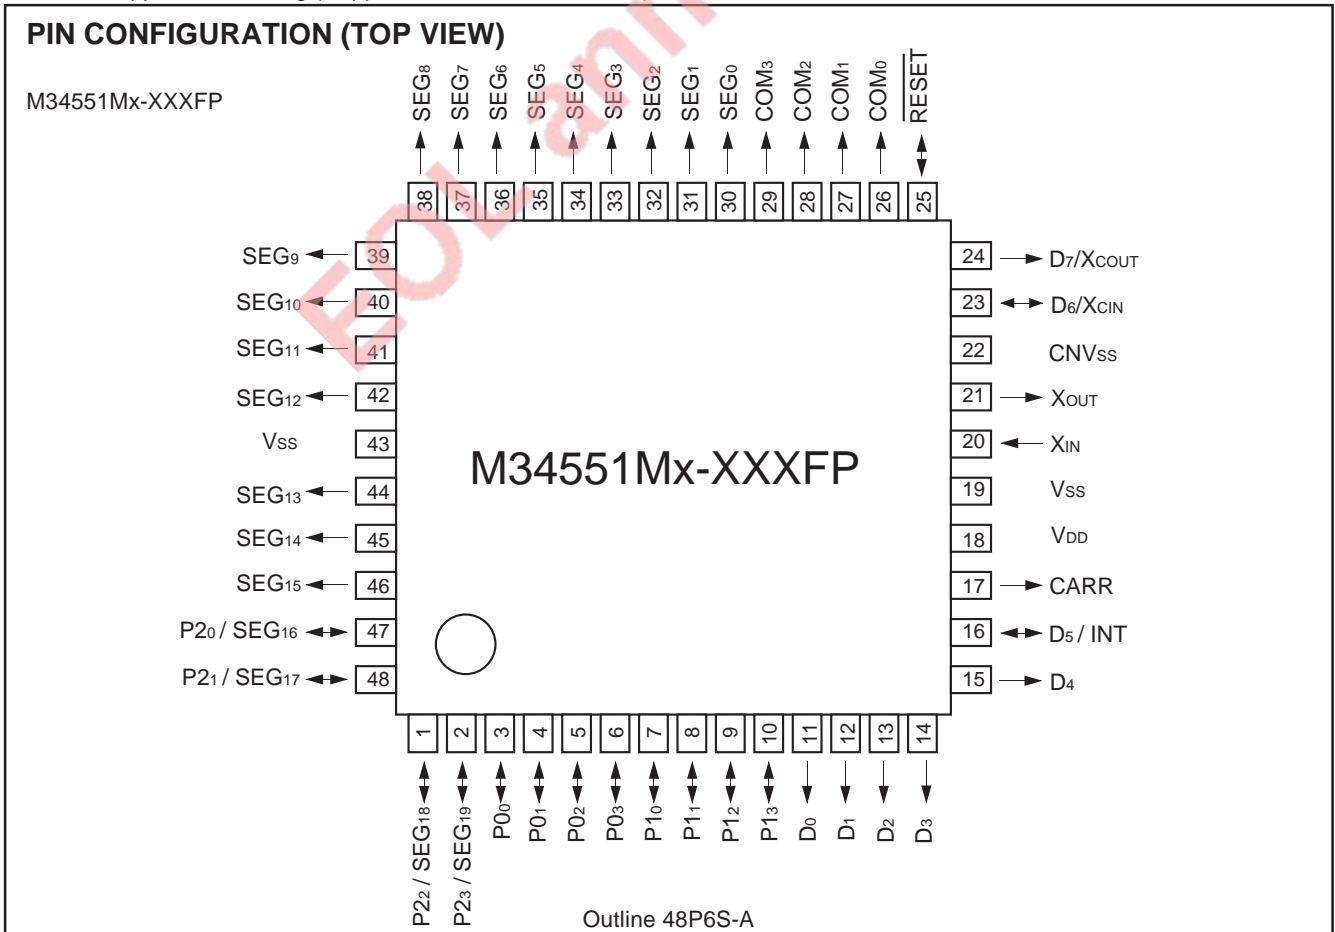 PIN CONFIGURATION (TOP VIEW)
M34551Mx-XXXFP
SEG8
SEG7
SEG6
SEG5
SEG4
SEG3
SEG2
SEG1
SEG0
COM3
COM2
COM1
COM0
RESET
38
37
36
35
34
33
32
31
30
29
28
27
26
25
SEG9 39
SEG10 40
SEG11 41
SEG12 42
VSS 43
SEG13 44
SEG14 45
SEG15 46
P20 / SEG16 47
P21 / SEG17 48
M34551Mx-XXXFP
24 D7/XCOUT
23 D6/XCIN
22 CNVSS
21 XOUT
20 XIN
19 VSS
18 VDD
17 CARR
16 D5 / INT
15 D4
1
2
3
4
5
6
7
8
9
10
11
12
13
14
P22 / SEG18
P23 / SEG19
P00
P01
P02
P03
P10
P11
P12
P13
D0
D1
D2
D3
Outline 48P6S-A
EOL